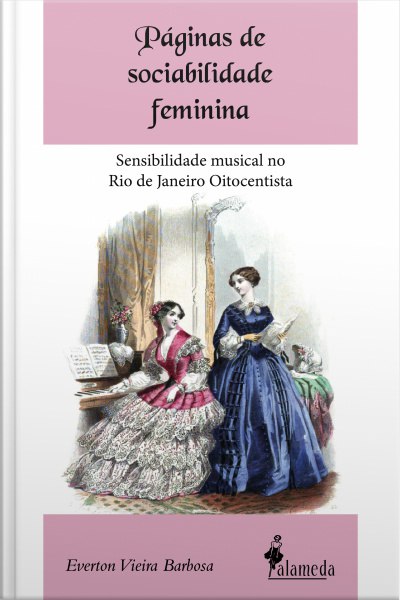 Páginas de
sociabilidade
feminina
Sensibilidade musical no
Rio de Janeiro Oitocentista
Everton Vieira Barbosa
alameda